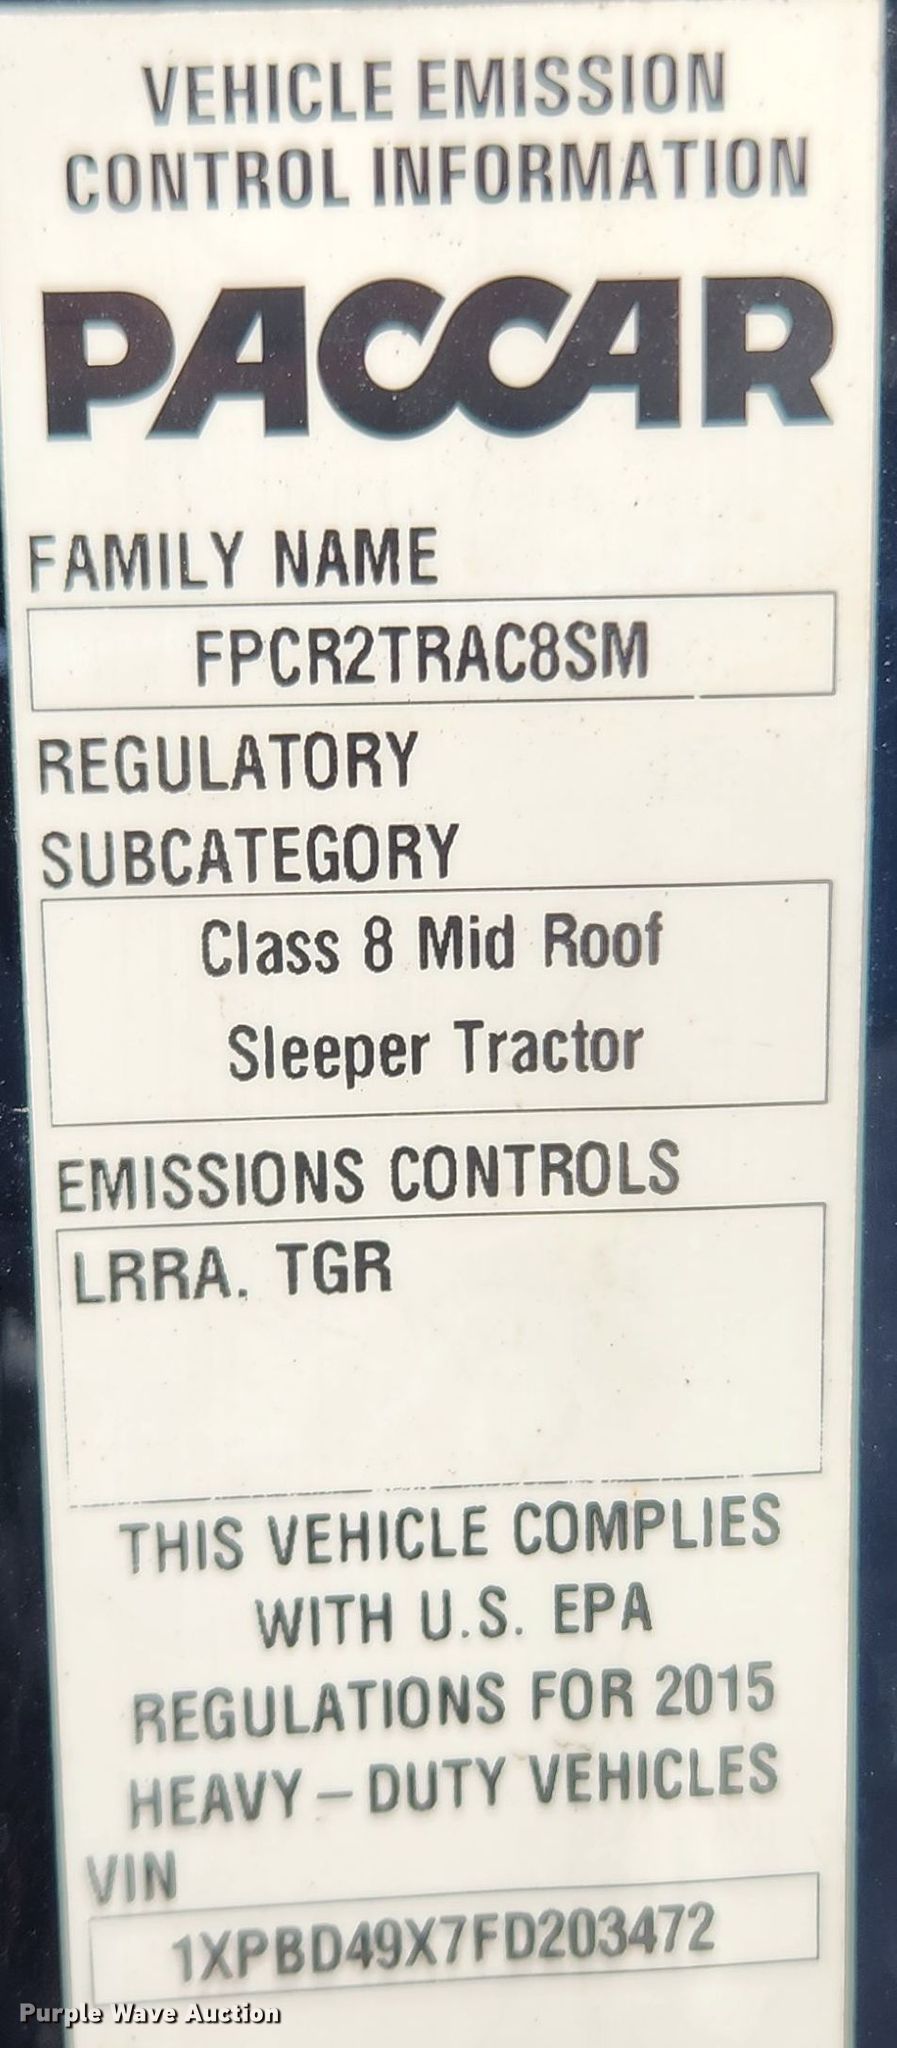 VEHICLE EMISSION
CONTROL INFORMATION
PACCAR
FAMILY NAME
FPCR2TRAC8SM
REGULATORY
SUBCATEGORY
Class 8 Mid Roof
Sleeper Tractor
EMISSIONS CONTROLS
LRRA. TGR
THIS VEHICLE COMPLIES
WITH U.S. EPA
REGULATIONS FOR 2015
HEAVY – DUTY VEHICLES
VIN
1XPBD49X7FD203472
Purple Wave Auction